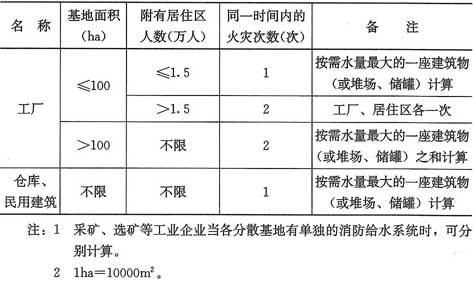 名 称 基地面积 附有居住区 同一时间内的 备 注
(ha) 人数(万人) 火灾次数(次)
工厂 ≤100 ≤1.5 1 按需水量最大的一座建筑物
(或堆场、储罐)计算
>1.5 2 工厂、居住区各一次
>100 不限 2 按需水量最大的一座建筑物
(或堆场、储罐)之和计算
仓库、 不限 不限 1 按需水量最大的一座建筑物
民用建筑 (或堆场、储罐)计算
注：1 采矿、选矿等工业企业当各分散基地有单独的消防给水系统时，可分
别计算。
2 1ha=10000m²。